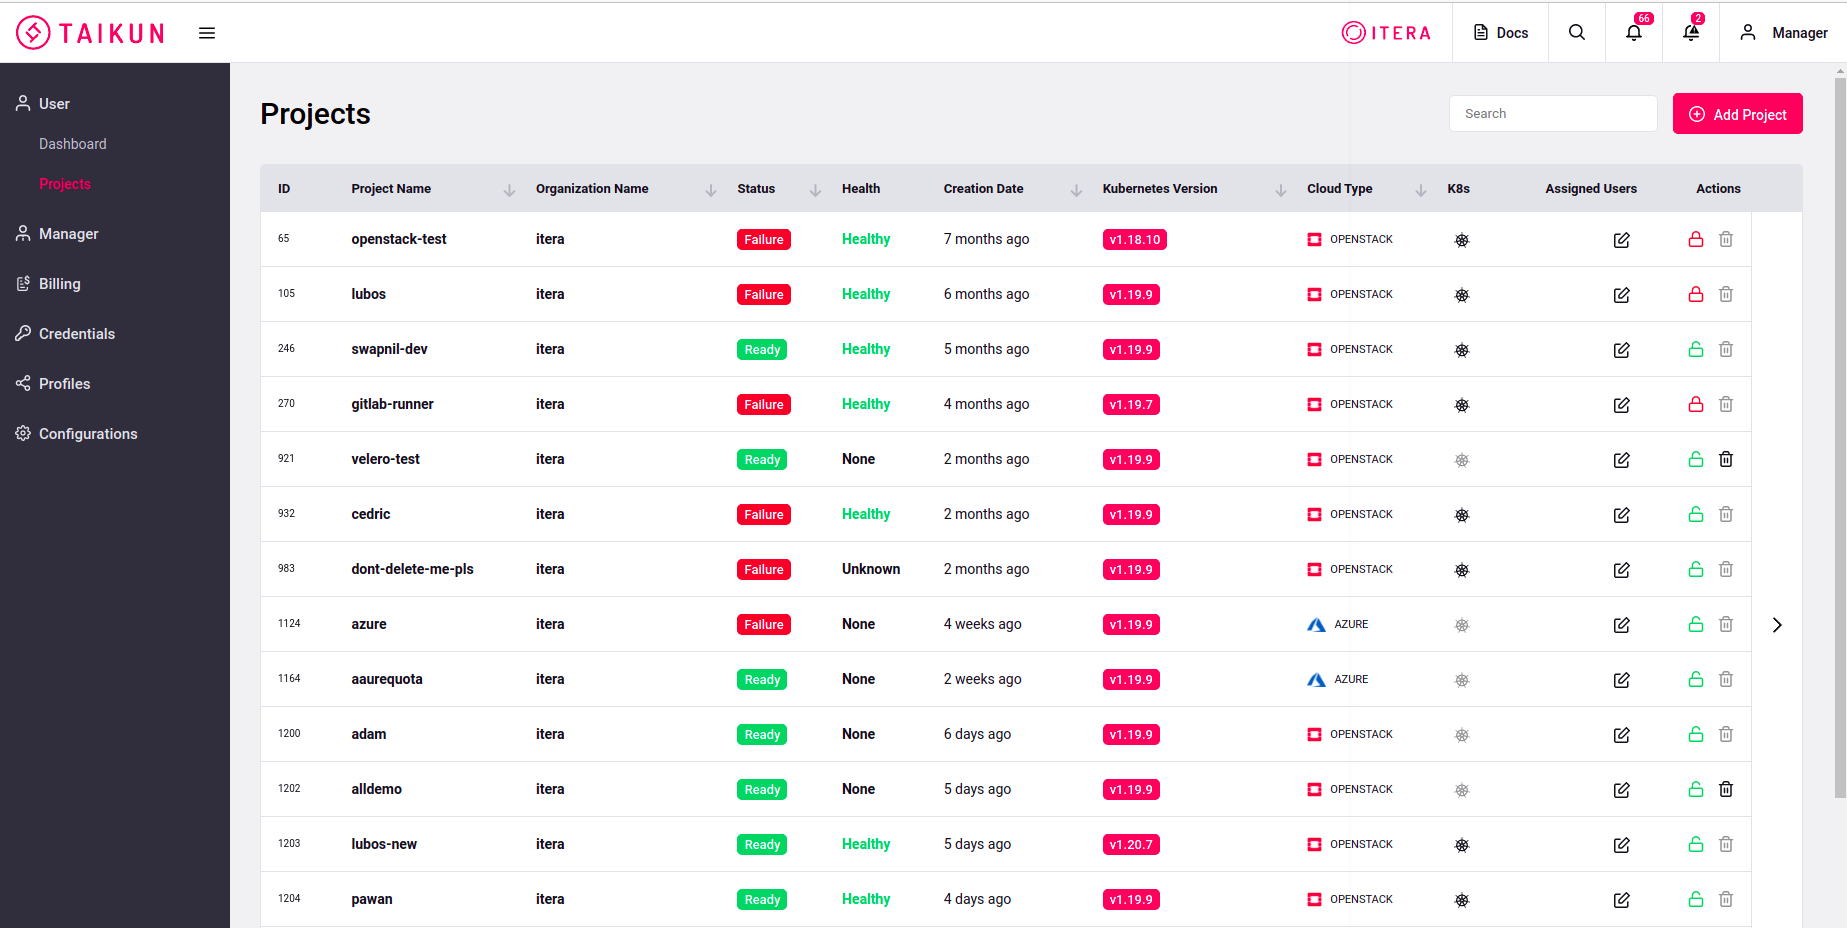 TAIKUN
ITERA
Docs
66
2
Manager
User
Dashboard
Projects
Manager
Billing
Credentials
Profiles
Configurations
Projects
Search
Add Project
ID Project Name Organization Name Status Health Creation Date Kubernetes Version Cloud Type K8s Assigned Users Actions
65 openstack-test itera Failure Healthy 7 months ago v1.18.10 OPENSTACK
105 lubos itera Failure Healthy 6 months ago v1.19.9 OPENSTACK
246 swapnil-dev itera Ready Healthy 5 months ago v1.19.9 OPENSTACK
270 gitlab-runner itera Failure Healthy 4 months ago v1.19.7 OPENSTACK
921 velero-test itera Ready None 2 months ago v1.19.9 OPENSTACK
932 cedric itera Failure Healthy 2 months ago v1.19.9 OPENSTACK
983 dont-delete-me-pls itera Failure Unknown 2 months ago v1.19.9 OPENSTACK
1124 azure itera Failure None 4 weeks ago v1.19.9 AZURE
1164 aaurequota itera Ready None 2 weeks ago v1.19.9 AZURE
1200 adam itera Ready None 6 days ago v1.19.9 OPENSTACK
1202 alldemo itera Ready None 5 days ago v1.19.9 OPENSTACK
1203 lubos-new itera Ready Healthy 5 days ago v1.20.7 OPENSTACK
1204 pawan itera Ready Healthy 4 days ago v1.19.9 OPENSTACK